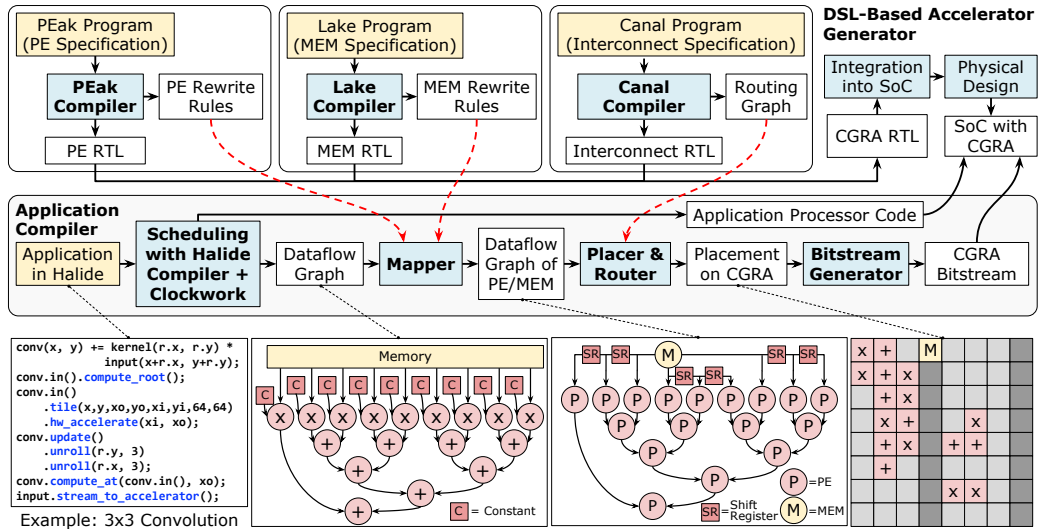 PEak Program
(PE Specification)
PEak
Compiler
PE Rewrite
Rules
PE RTL
Lake Program
(MEM Specification)
Lake
Compiler
MEM Rewrite
Rules
MEM RTL
Canal Program
(Interconnect Specification)
Canal
Compiler
Routing
Graph
Interconnect RTL
DSL-Based Accelerator
Generator
Integration
into SoC
Physical
Design
CGRA RTL
SoC with
CGRA
Application
Compiler
Application
in Halide
Scheduling
with Halide
Compiler +
Clockwork
Dataflow
Graph
Mapper
Dataflow
Graph of
PE/MEM
Placer &
Router
Application Processor Code
Placement
on CGRA
Bitstream
Generator
CGRA
Bitstream
conv(x, y) += kernel(r.x, r.y) *
input(x+r.x, y+r.y);
conv.in().compute_root();
conv.in()
.tile(x,y,xo,yo,xi,yi,64,64)
.hw_accelerate(xi, xo);
conv.update()
.unroll(r.y, 3)
.unroll(r.x, 3);
conv.compute_at(conv.in(), xo);
input.stream_to_accelerator();
Example: 3x3 Convolution
Memory
C C C C C C C C
C
x x x x x x x x x
+ + + +
+ +
+
+
C = Constant
SR SR M SR SR
SR SR
P P P P P P P P P
P P P P
P P
P
P
P =PE
SR =Shift
Register
M =MEM
x + M
x + x
+ x
+ x x
+ x + +
+
x x